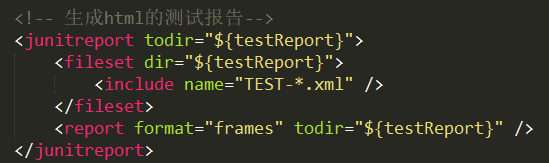 <!-- 生成html的测试报告-->
<junitreport todir="${testReport}">
    <fileset dir="${testReport}">
        <include name="TEST-*.xml" />
    </fileset>
    <report format="frames" todir="${testReport}" />
</junitreport>